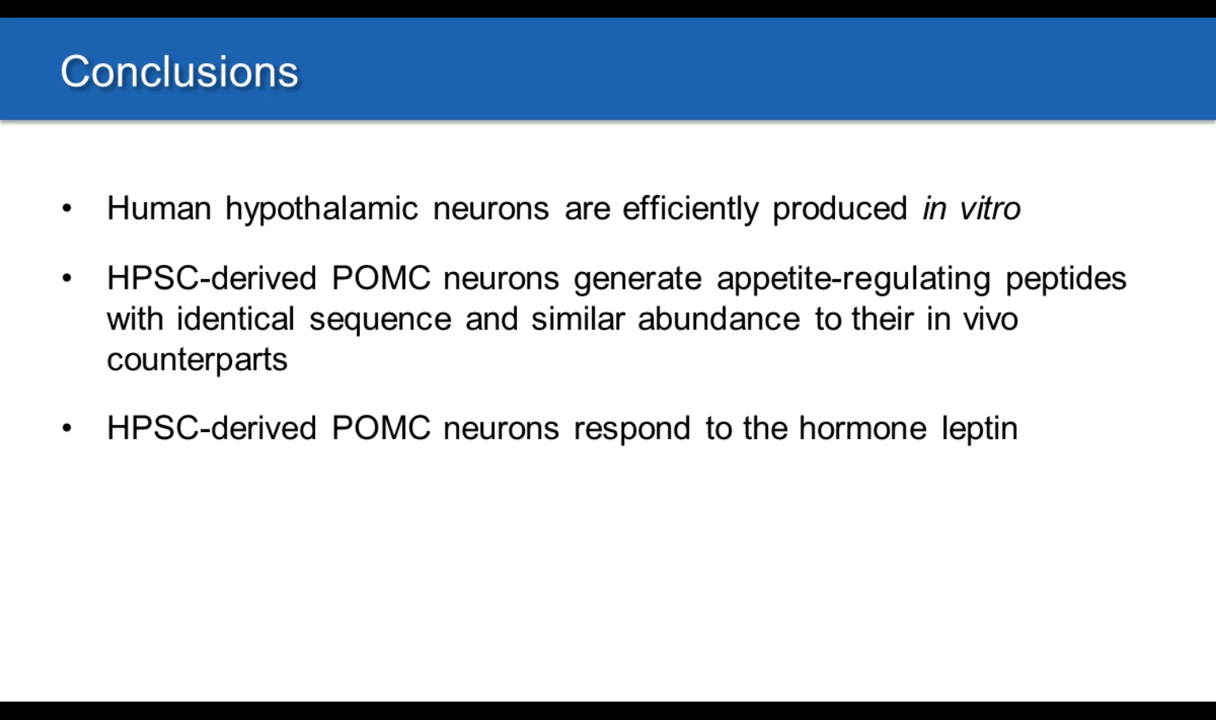 Conclusions
• Human hypothalamic neurons are efficiently produced in vitro
• HPSC-derived POMC neurons generate appetite-regulating peptides
with identical sequence and similar abundance to their in vivo
counterparts
• HPSC-derived POMC neurons respond to the hormone leptin